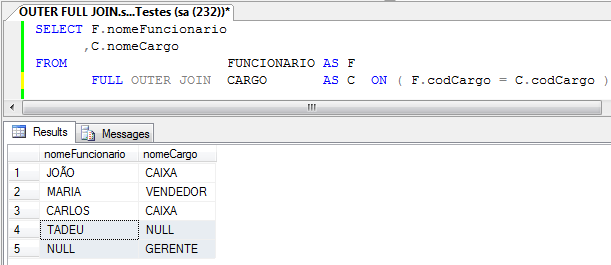 OUTER FULL JOIN.s...Testes (sa (232))*
SELECT F.nomeFuncionario
,C.nomeCargo
FROM FUNCIONARIO AS F
FULL OUTER JOIN CARGO AS C ON ( F.codCargo = C.codCargo )
Results Messages
nomeFuncionario nomeCargo
1 JOÃO CAIXA
2 MARIA VENDEDOR
3 CARLOS CAIXA
4 TADEU NULL
5 NULL GERENTE